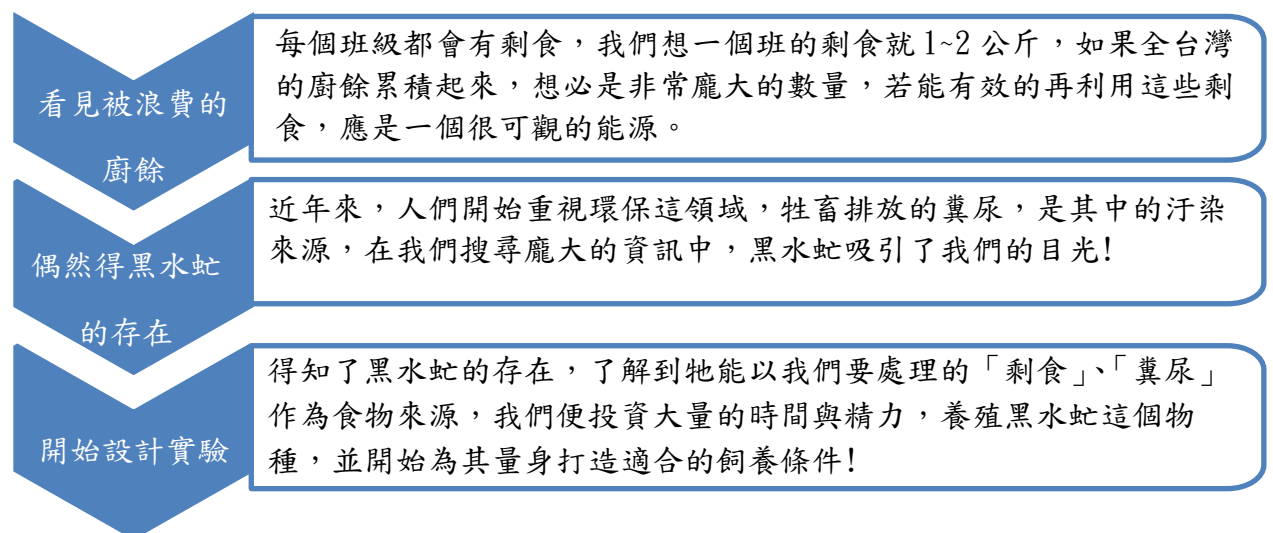 看見被浪費的
廚餘
每個班級都會有剩食，我們想一個班的剩食就1~2公斤，如果全台灣
的廚餘累積起來，想必是非常龐大的數量，若能有效的再利用這些剩
食，應是一個很可觀的能源。
偶然得黑水虻
的存在
近年來，人們開始重視環保這領域，牲畜排放的糞尿，是其中的汙染
來源，在我們搜尋龐大的資訊中，黑水虻吸引了我們的目光!
開始設計實驗
得知了黑水虻的存在，了解到牠能以我們要處理的「剩食」、「糞尿」
作為食物來源，我們便投資大量的時間與精力，養殖黑水虻這個物
種，並開始為其量身打造適合的飼養條件!